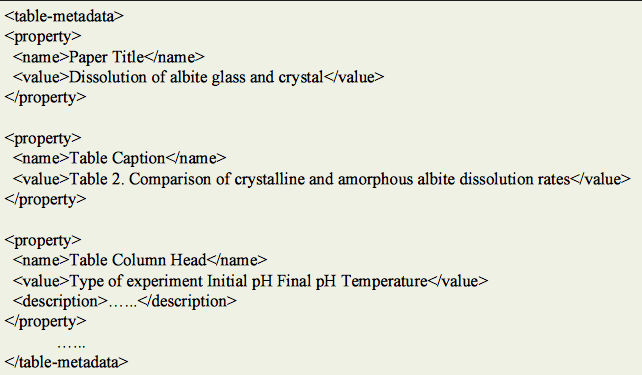 <table-metadata>
<property>
<name>Paper Title</name>
<value>Dissolution of albite glass and crystal</value>
</property>
<property>
<name>Table Caption</name>
<value>Table 2. Comparison of crystalline and amorphous albite dissolution rates</value>
</property>
<property>
<name>Table Column Head</name>
<value>Type of experiment Initial pH Final pH Temperature</value>
<description>…...</description>
</property>
…...
</table-metadata>